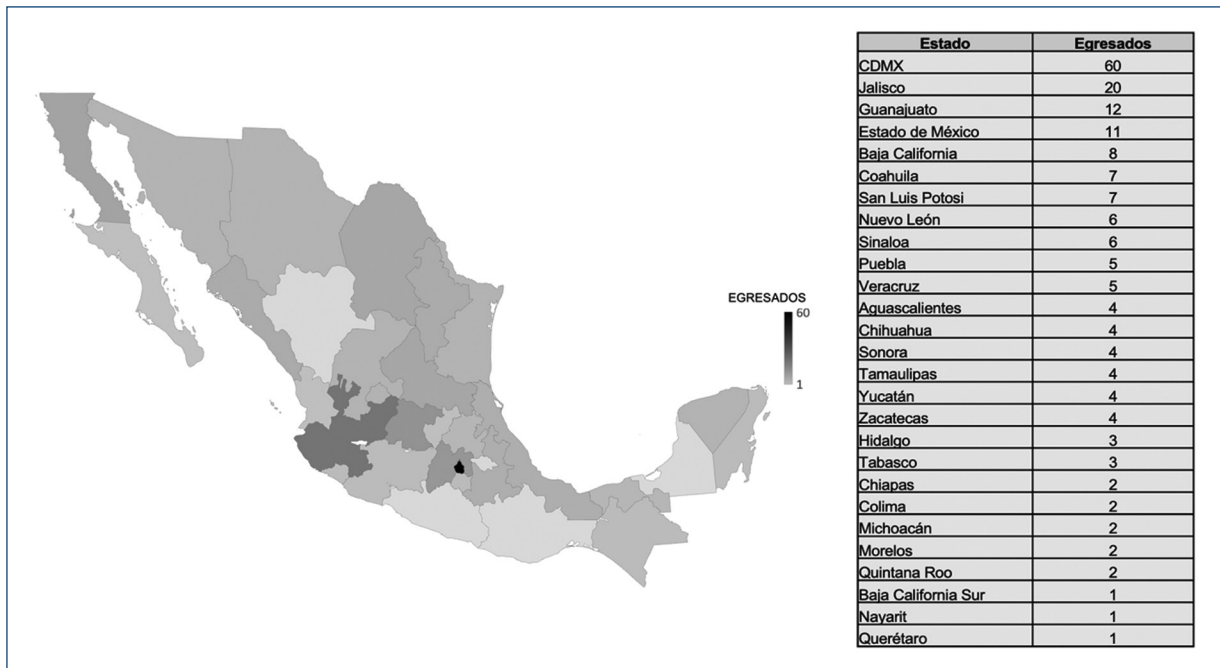 EGRESADOS
60
1
Estado Egresados
CDMX 60
Jalisco 20
Guanajuato 12
Estado de México 11
Baja California 8
Coahuila 7
San Luis Potosi 7
Nuevo León 6
Sinaloa 6
Puebla 5
Veracruz 5
Aguascalientes 4
Chihuahua 4
Sonora 4
Tamaulipas 4
Yucatán 4
Zacatecas 4
Hidalgo 3
Tabasco 3
Chiapas 2
Colima 2
Michoacán 2
Morelos 2
Quintana Roo 2
Baja California Sur 1
Nayarit 1
Querétaro 1